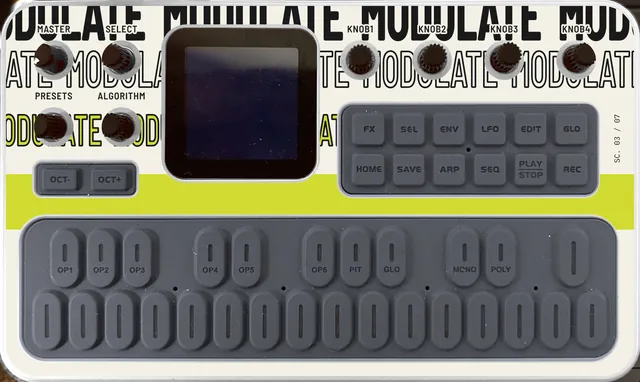 MODULATE MODULATE MODULATE MODULATE
MASTER SELECT KNOB1 KNOB2 KNOB3 KNOB4
MODULATE MODULATE MODULATE
PRESETS ALGORITHM
FX SEL ENV LFO EDIT GLO
HOME SAVE ARP SEQ PLAY STOP REC
SC. 03 / 07
OCT- OCT+
OP1 OP2 OP3 OP4 OP5 OP6 PIT GLO MONO POLY